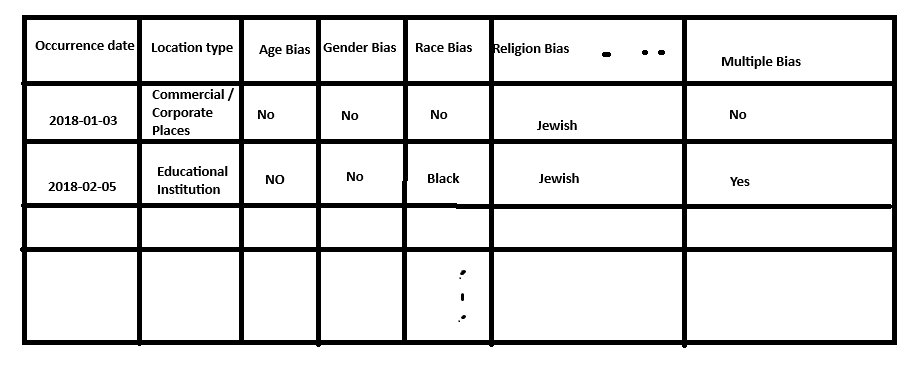 Occurrence date
Location type
Age Bias
Gender Bias
Race Bias
Religion Bias
Multiple Bias
2018-01-03
Commercial /
Corporate
Places
No
No
No
Jewish
No
2018-02-05
Educational
Institution
NO
No
Black
Jewish
Yes